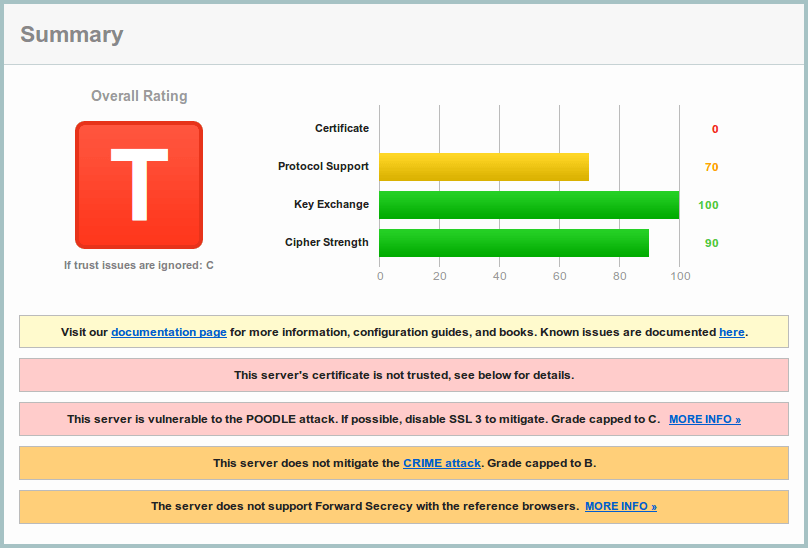 Summary
Overall Rating
T
If trust issues are ignored: C
Certificate 0
Protocol Support 70
Key Exchange 100
Cipher Strength 90
0 20 40 60 80 100
Visit our documentation page for more information, configuration guides, and books. Known issues are documented here.
This server's certificate is not trusted, see below for details.
This server is vulnerable to the POODLE attack. If possible, disable SSL 3 to mitigate. Grade capped to C. MORE INFO »
This server does not mitigate the CRIME attack. Grade capped to B.
The server does not support Forward Secrecy with the reference browsers. MORE INFO »